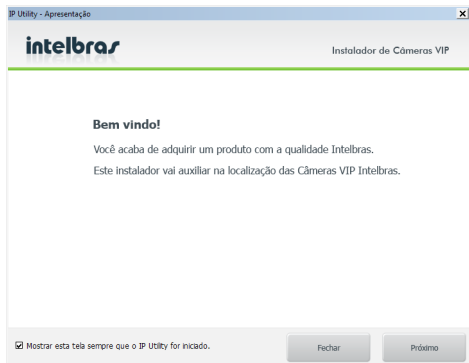 IP Utility - Apresentação
intelbras
Instalador de Câmeras VIP
Bem vindo!
Você acaba de adquirir um produto com a qualidade Intelbras.
Este instalador vai auxiliar na localização das Câmeras VIP Intelbras.
Mostrar esta tela sempre que o IP Utility for iniciado.
Fechar
Próximo